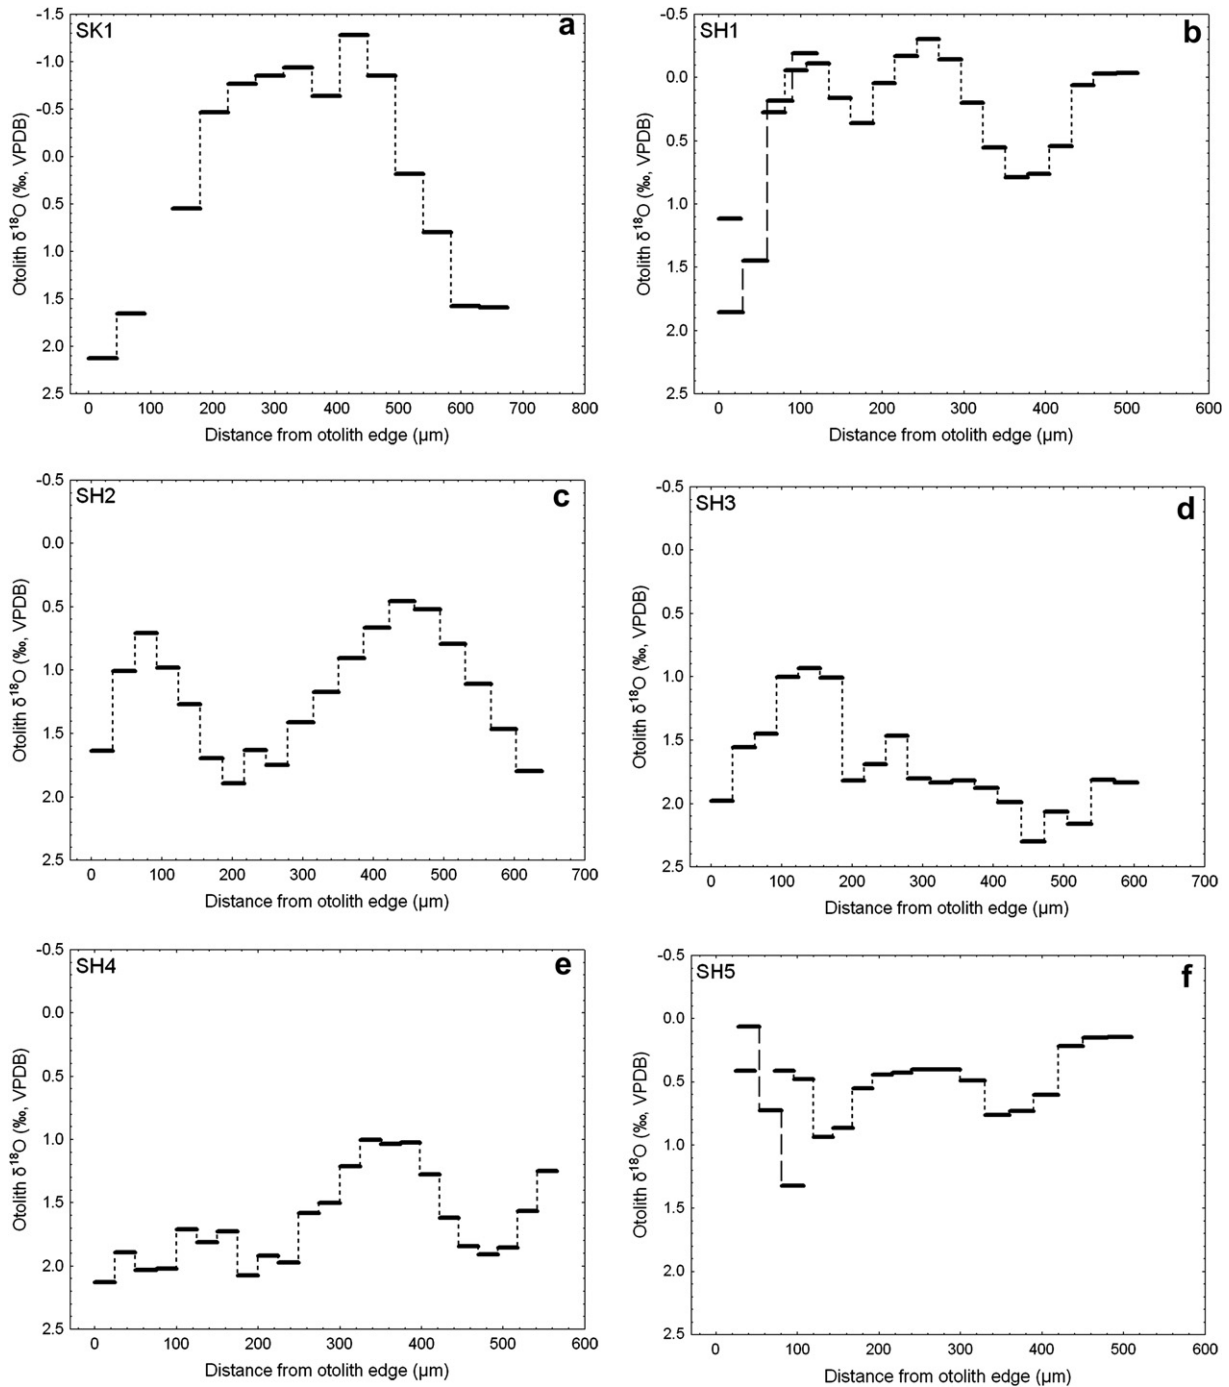 SK1
a
-1.5
-1.0
-0.5
0.0
0.5
1.0
1.5
2.0
2.5
Otolith δ¹⁸O (‰, VPDB)
0 100 200 300 400 500 600 700 800
Distance from otolith edge (µm)
SH1
b
-0.5
0.0
0.5
1.0
1.5
2.0
2.5
Otolith δ¹⁸O (‰, VPDB)
0 100 200 300 400 500 600
Distance from otolith edge (µm)
SH2
c
-0.5
0.0
0.5
1.0
1.5
2.0
2.5
Otolith δ¹⁸O (‰, VPDB)
0 100 200 300 400 500 600 700
Distance from otolith edge (µm)
SH3
d
-0.5
0.0
0.5
1.0
1.5
2.0
2.5
Otolith δ¹⁸O (‰, VPDB)
0 100 200 300 400 500 600 700
Distance from otolith edge (µm)
SH4
e
-0.5
0.0
0.5
1.0
1.5
2.0
2.5
Otolith δ¹⁸O (‰, VPDB)
0 100 200 300 400 500 600
Distance from otolith edge (µm)
SH5
f
-0.5
0.0
0.5
1.0
1.5
2.0
2.5
Otolith δ¹⁸O (‰, VPDB)
0 100 200 300 400 500 600
Distance from otolith edge (µm)